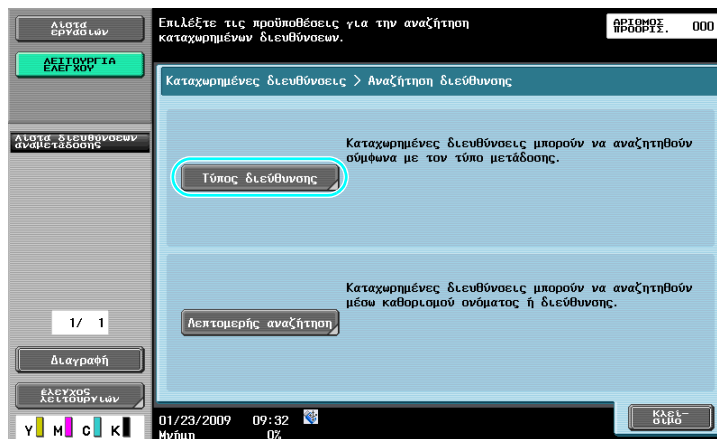 Λίστα
εργασιών
Επιλέξτε τις προϋποθέσεις για την αναζήτηση
καταχωρημένων διευθύνσεων.
ΑΡΙΘΜΟΣ
ΠΡΟΟΡΙΣ. 000
ΛΕΙΤΟΥΡΓΙΑ
ΕΛΕΓΧΟΥ
Καταχωρημένες διευθύνσεις > Αναζήτηση διεύθυνσης
Λίστα διευθύνσεων
αναμετάδοσης
Καταχωρημένες διευθύνσεις μπορούν να αναζητηθούν
σύμφωνα με τον τύπο μετάδοσης.
Τύπος διεύθυνσης
Καταχωρημένες διευθύνσεις μπορούν να αναζητηθούν
μέσω καθορισμού ονόματος ή διεύθυνσης.
Λεπτομερής αναζήτηση
1/ 1
Διαγραφή
έλεγχος
λειτουργιών
Κλεί-
σιμο
01/23/2009 09:32
Μνήμη 0%
Y M C K